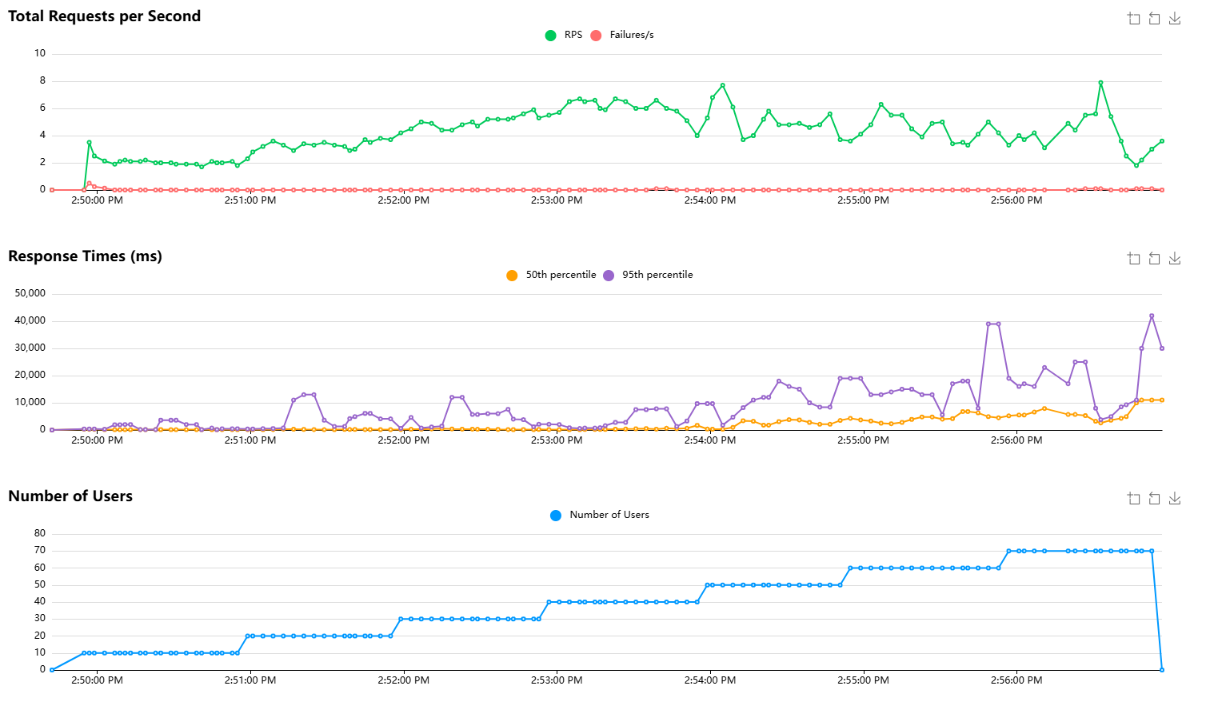 Total Requests per Second
RPS Failures/s
10
8
6
4
2
0
2:50:00 PM 2:51:00 PM 2:52:00 PM 2:53:00 PM 2:54:00 PM 2:55:00 PM 2:56:00 PM
Response Times (ms)
50th percentile 95th percentile
50,000
40,000
30,000
20,000
10,000
0
2:50:00 PM 2:51:00 PM 2:52:00 PM 2:53:00 PM 2:54:00 PM 2:55:00 PM 2:56:00 PM
Number of Users
Number of Users
80
70
60
50
40
30
20
10
0
2:50:00 PM 2:51:00 PM 2:52:00 PM 2:53:00 PM 2:54:00 PM 2:55:00 PM 2:56:00 PM